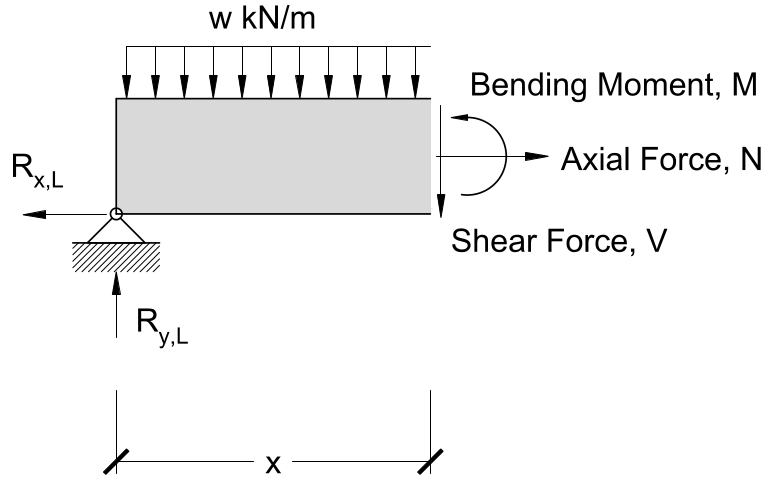 w kN/m
Bending Moment, M
Axial Force, N
R_x,L
Shear Force, V
R_y,L
x